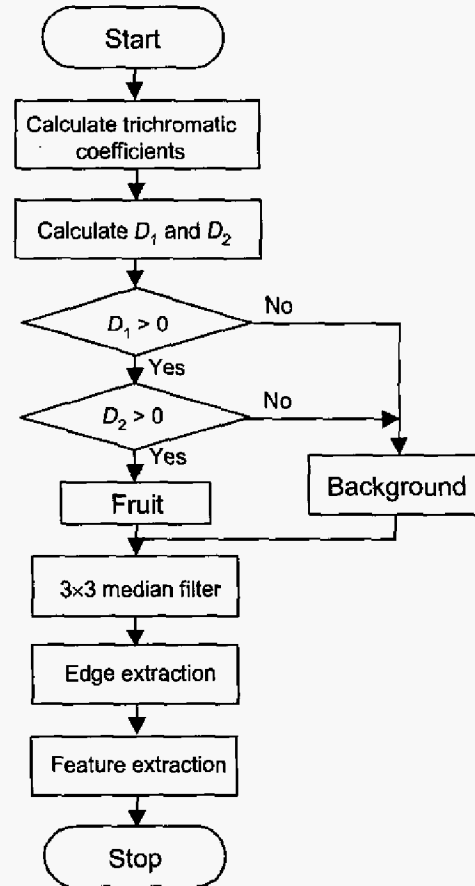 Start
Calculate trichromatic
coefficients
Calculate D₁ and D₂
D₁ > 0
No
Yes
D₂ > 0
No
Yes
Fruit
Background
3×3 median filter
Edge extraction
Feature extraction
Stop